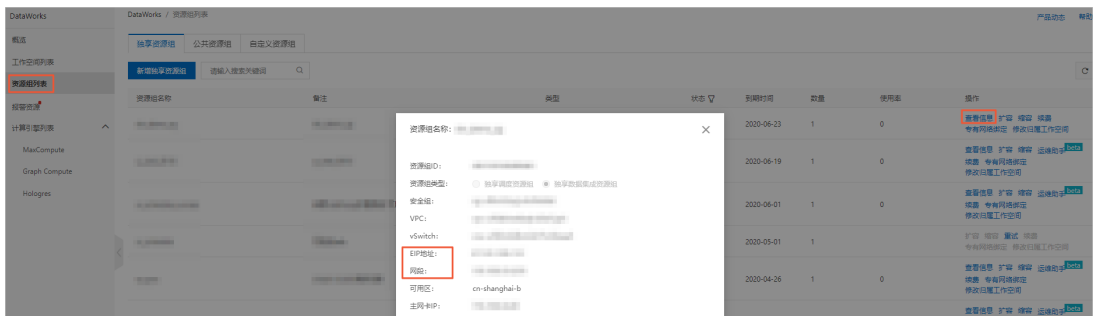 DataWorks
DataWorks / 资源组列表
产品动态 帮助
概览
独享资源组 公共资源组 自定义资源组
工作空间列表
新增独享资源组 请输入搜索关键词
资源组列表
报警资源
资源组名称 备注 类型 状态 到期时间 数量 使用率 操作
计算引擎列表
MaxCompute
Graph Compute
Hologres
资源组名称:
资源组ID:
资源组类型: 独享调度资源组 独享数据集成资源组
安全组:
VPC:
vSwitch:
EIP地址:
网段:
可用区: cn-shanghai-b
主网卡IP:
2020-06-23 1 0 查看信息 扩容 缩容 续费
专有网络绑定 修改归属工作空间
2020-06-19 1 0 查看信息 扩容 缩容 运维助手 beta
续费 专有网络绑定
修改归属工作空间
2020-06-01 1 0 查看信息 扩容 缩容 运维助手 beta
续费 专有网络绑定
修改归属工作空间
2020-05-01 1 扩容 缩容 重试 续费
专有网络绑定 修改归属工作空间
2020-04-26 1 0 查看信息 扩容 缩容 运维助手 beta
续费 专有网络绑定
修改归属工作空间
查看信息 扩容 缩容 运维助手 beta